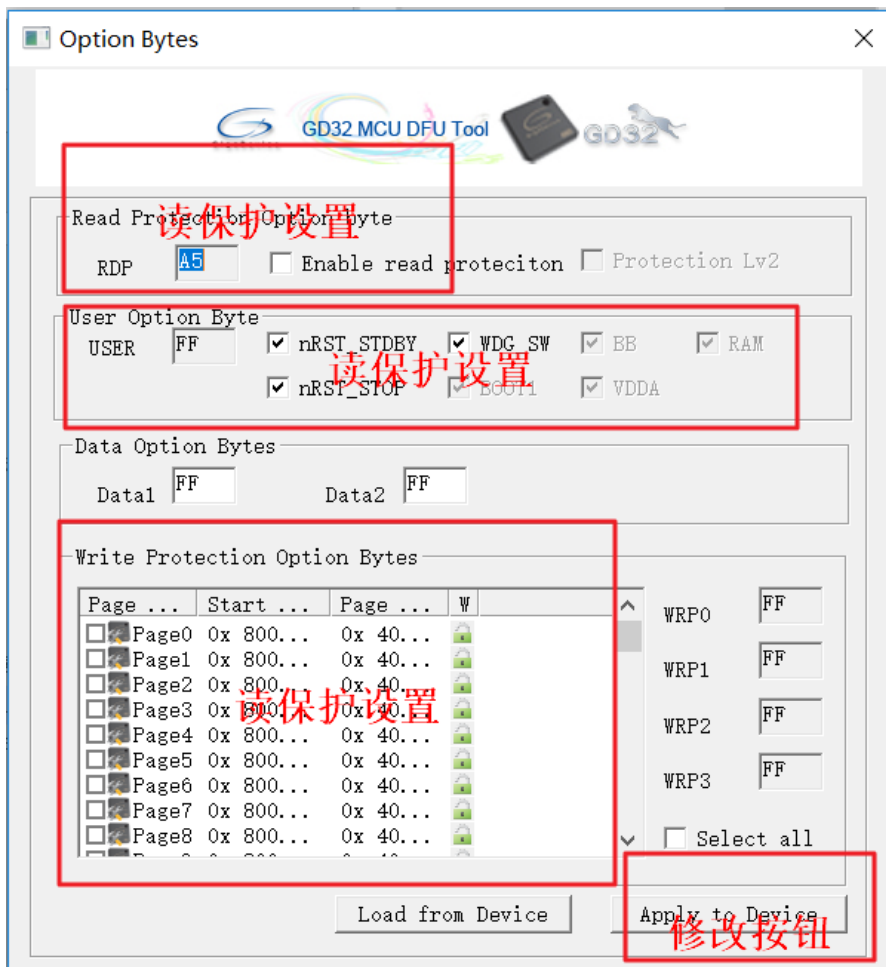 Option Bytes
GD32 MCU DFU Tool
GD32
读保护设置
Read Protection Option byte
RDP A5 Enable read proteciton Protection Lv2
User Option Byte
USER FF nRST_STDBY WDG_SW BB RAM
读保护设置
nRST_STOP BOOT1 VDDA
Data Option Bytes
Data1 FF Data2 FF
Write Protection Option Bytes
Page ... Start ... Page ... W
Page0 0x 800... 0x 40...
Page1 0x 800... 0x 40...
Page2 0x 800... 0x 40...
Page3 0x 800... 0x 40...
读保护设置
Page4 0x 800... 0x 40...
Page5 0x 800... 0x 40...
Page6 0x 800... 0x 40...
Page7 0x 800... 0x 40...
Page8 0x 800... 0x 40...
WRP0 FF
WRP1 FF
WRP2 FF
WRP3 FF
Select all
Load from Device Apply to Device
修改按钮